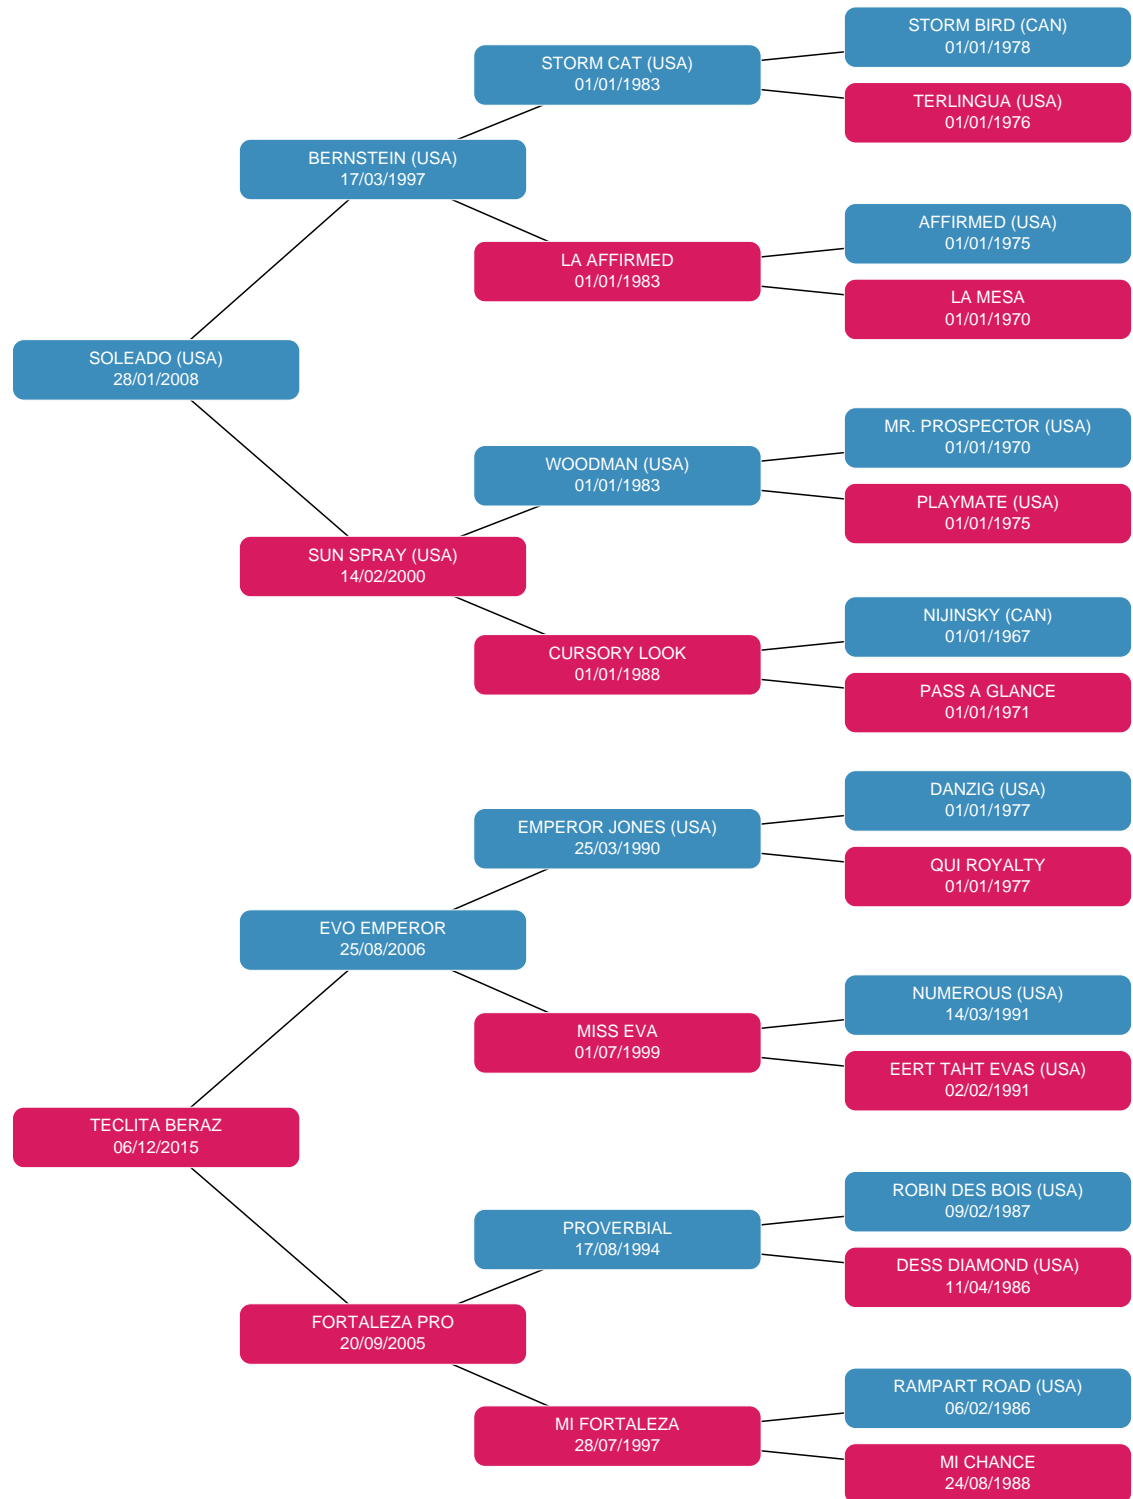 STORM BIRD (CAN)
01/01/1978
STORM CAT (USA)
01/01/1983
TERLINGUA (USA)
01/01/1976
BERNSTEIN (USA)
17/03/1997
AFFIRMED (USA)
01/01/1975
LA AFFIRMED
01/01/1983
LA MESA
01/01/1970
SOLEADO (USA)
28/01/2008
MR. PROSPECTOR (USA)
01/01/1970
WOODMAN (USA)
01/01/1983
PLAYMATE (USA)
01/01/1975
SUN SPRAY (USA)
14/02/2000
NIJINSKY (CAN)
01/01/1967
CURSORY LOOK
01/01/1988
PASS A GLANCE
01/01/1971
DANZIG (USA)
01/01/1977
EMPEROR JONES (USA)
25/03/1990
QUI ROYALTY
01/01/1977
EVO EMPEROR
25/08/2006
NUMEROUS (USA)
14/03/1991
MISS EVA
01/07/1999
EERT TAHT EVAS (USA)
02/02/1991
TECLITA BERAZ
06/12/2015
ROBIN DES BOIS (USA)
09/02/1987
PROVERBIAL
17/08/1994
DESS DIAMOND (USA)
11/04/1986
FORTALEZA PRO
20/09/2005
RAMPART ROAD (USA)
06/02/1986
MI FORTALEZA
28/07/1997
MI CHANCE
24/08/1988